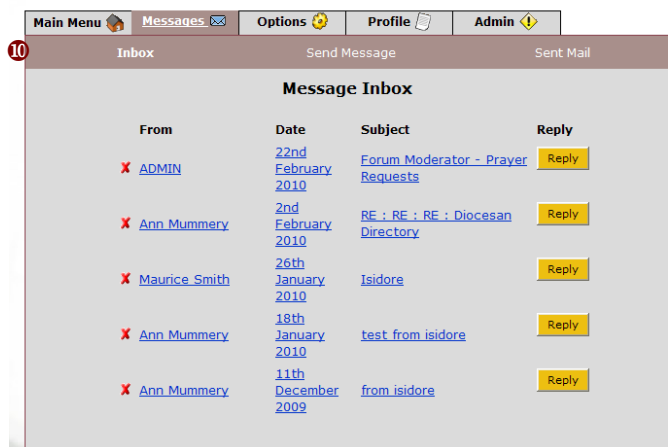 Main Menu Messages Options Profile Admin
10 Inbox Send Message Sent Mail
Message Inbox
From Date Subject Reply
ADMIN
22nd
February
2010
Forum Moderator - Prayer
Requests
Reply
Ann Mummery
2nd
February
2010
RE : RE : RE : Diocesan
Directory
Reply
Maurice Smith
26th
January
2010
Isidore
Reply
Ann Mummery
18th
January
2010
test from isidore
Reply
Ann Mummery
11th
December
2009
from isidore
Reply